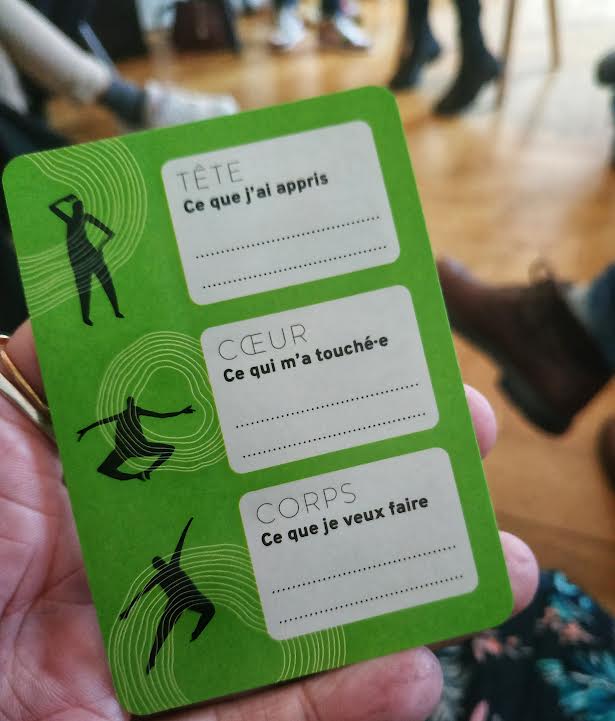 TÊTE
Ce que j'ai appris
CŒUR
Ce qui m'a touché·e
CORPS
Ce que je veux faire